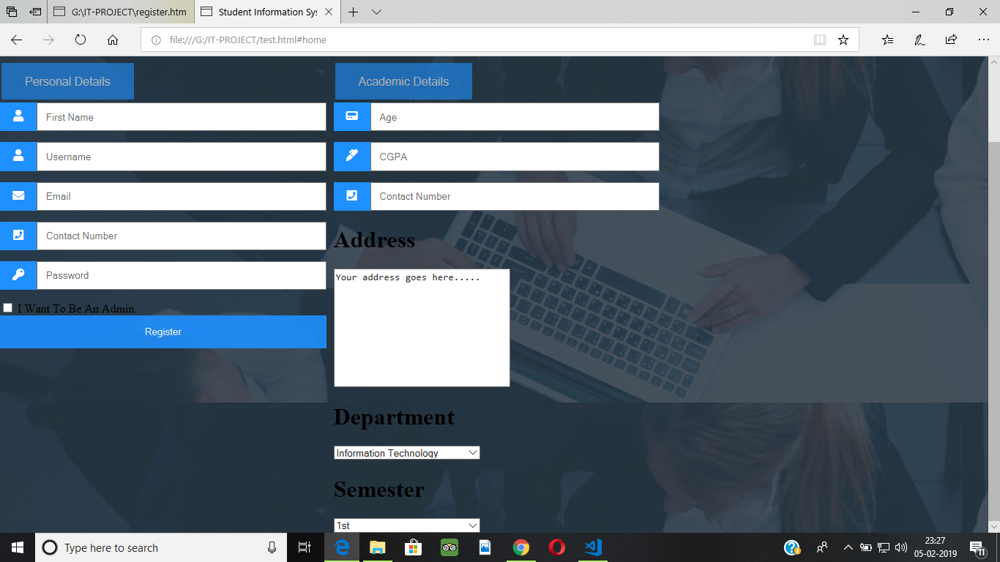 G:\IT-PROJECT\register.htm
Student Information Sys
file:///G:/IT-PROJECT/test.html#home
Personal Details
First Name
Username
Email
Contact Number
Password
I Want To Be An Admin
Register
Academic Details
Age
CGPA
Contact Number
Address
Your address goes here.....
Department
Information Technology
Semester
1st
Type here to search
23:27
05-02-2019
11